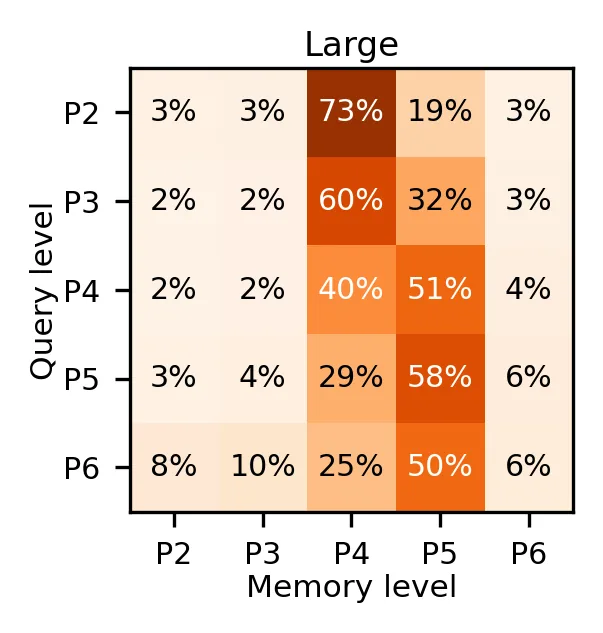 Large
P2 3% 3% 73% 19% 3%
P3 2% 2% 60% 32% 3%
P4 2% 2% 40% 51% 4%
P5 3% 4% 29% 58% 6%
P6 8% 10% 25% 50% 6%
Query level
P2 P3 P4 P5 P6
Memory level